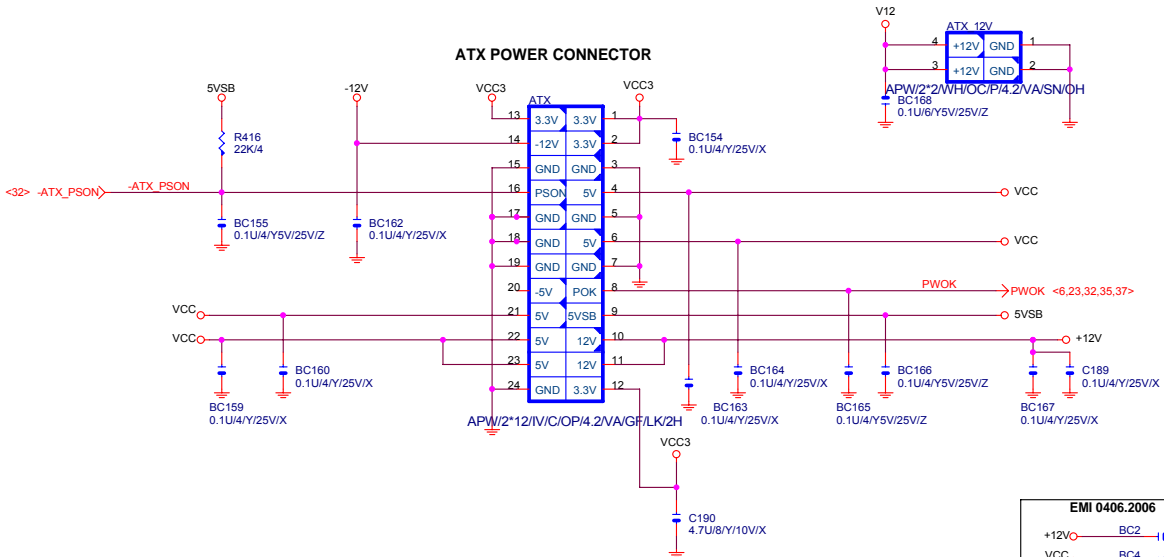 ATX POWER CONNECTOR
V12
ATX_12V
4 +12V GND 1
3 +12V GND 2
APW/2*2/WH/OC/P/4.2/VA/SN/OH
BC168
0.1U/6/Y5V/25V/Z
5VSB
-12V
VCC3
VCC3
R416
22K/4
ATX
13 3.3V 3.3V 1
14 -12V 3.3V 2
15 GND GND 3
16 PSON 5V 4
17 GND GND 5
18 GND 5V 6
19 GND GND 7
20 -5V POK 8
21 5V 5VSB 9
22 5V 12V 10
23 5V 12V 11
24 GND 3.3V 12
APW/2*12/IV/C/OP/4.2/VA/GF/LK/2H
BC154
0.1U/4/Y/25V/X
<32> -ATX_PSON
-ATX_PSON
VCC
BC155
0.1U/4/Y5V/25V/Z
BC162
0.1U/4/Y/25V/X
VCC
PWOK
PWOK <6,23,32,35,37>
VCC
5VSB
VCC
+12V
BC160
0.1U/4/Y/25V/X
BC159
0.1U/4/Y/25V/X
BC164
0.1U/4/Y/25V/X
BC163
0.1U/4/Y/25V/X
BC166
0.1U/4/Y5V/25V/Z
BC165
0.1U/4/Y5V/25V/Z
C189
0.1U/4/Y/25V/X
BC167
0.1U/4/Y/25V/X
VCC3
C190
4.7U/8/Y/10V/X
EMI 0406.2006
+12V BC2
VCC BC4